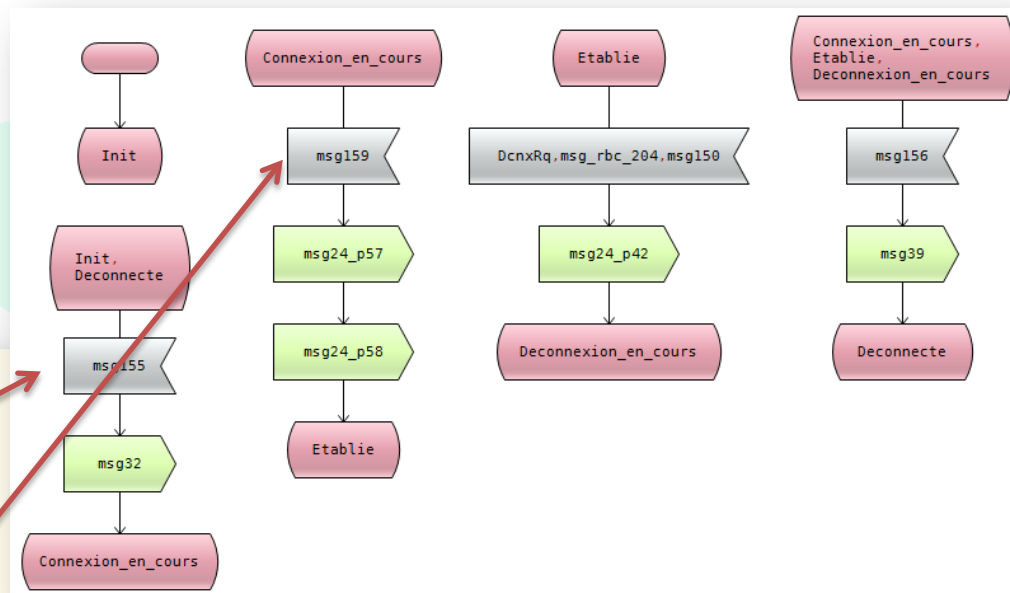 Init
Init,
Deconnecte
msg155
msg32
Connexion_en_cours
Connexion_en_cours
msg159
msg24_p57
msg24_p58
Etablie
Etablie
DcnxRq,msg_rbc_204,msg150
msg24_p42
Deconnexion_en_cours
Connexion_en_cours,
Etablie,
Deconnexion_en_cours
msg156
msg39
Deconnecte